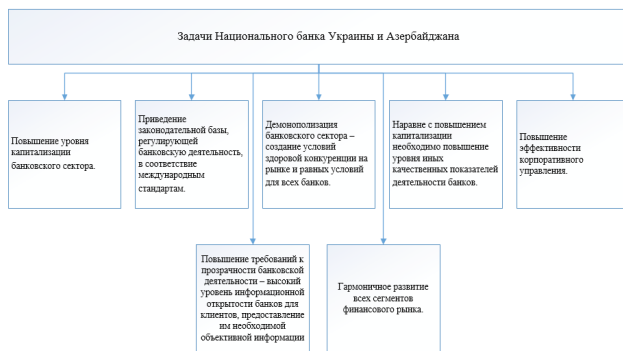 Задачи Национального банка Украины и Азербайджана
Повышение уровня
капитализации
банковского сектора.
Приведение
законодательной базы,
регулирующей
банковскую деятельность,
в соответствие
международным
стандартам.
Демонополизация
банковского сектора –
создание условий
здоровой конкуренции на
рынке и равных условий
для всех банков.
Наравне с повышением
капитализации
необходимо повышение
уровня иных
качественных показателей
деятельности банков.
Повышение
эффективности
корпоративного
управления.
Повышение требований к
прозрачности банковской
деятельности – высокий
уровень информационной
открытости банков для
клиентов, предоставление
им необходимой
объективной информации
Гармоничное развитие
всех сегментов
финансового рынка.